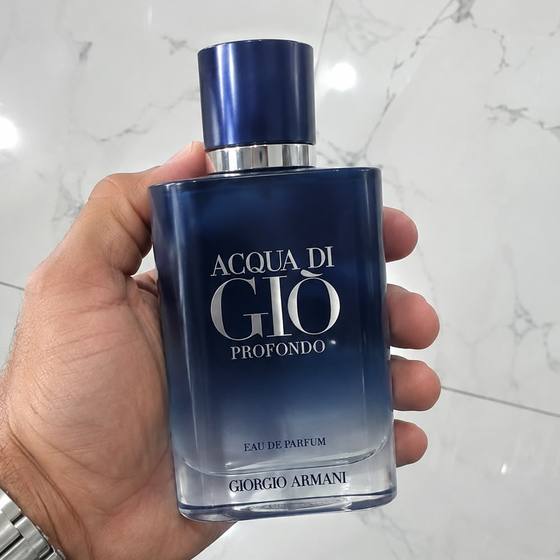 ACQUA DI
GIÒ
PROFONDO
EAU DE PARFUM
GIORGIO ARMANI